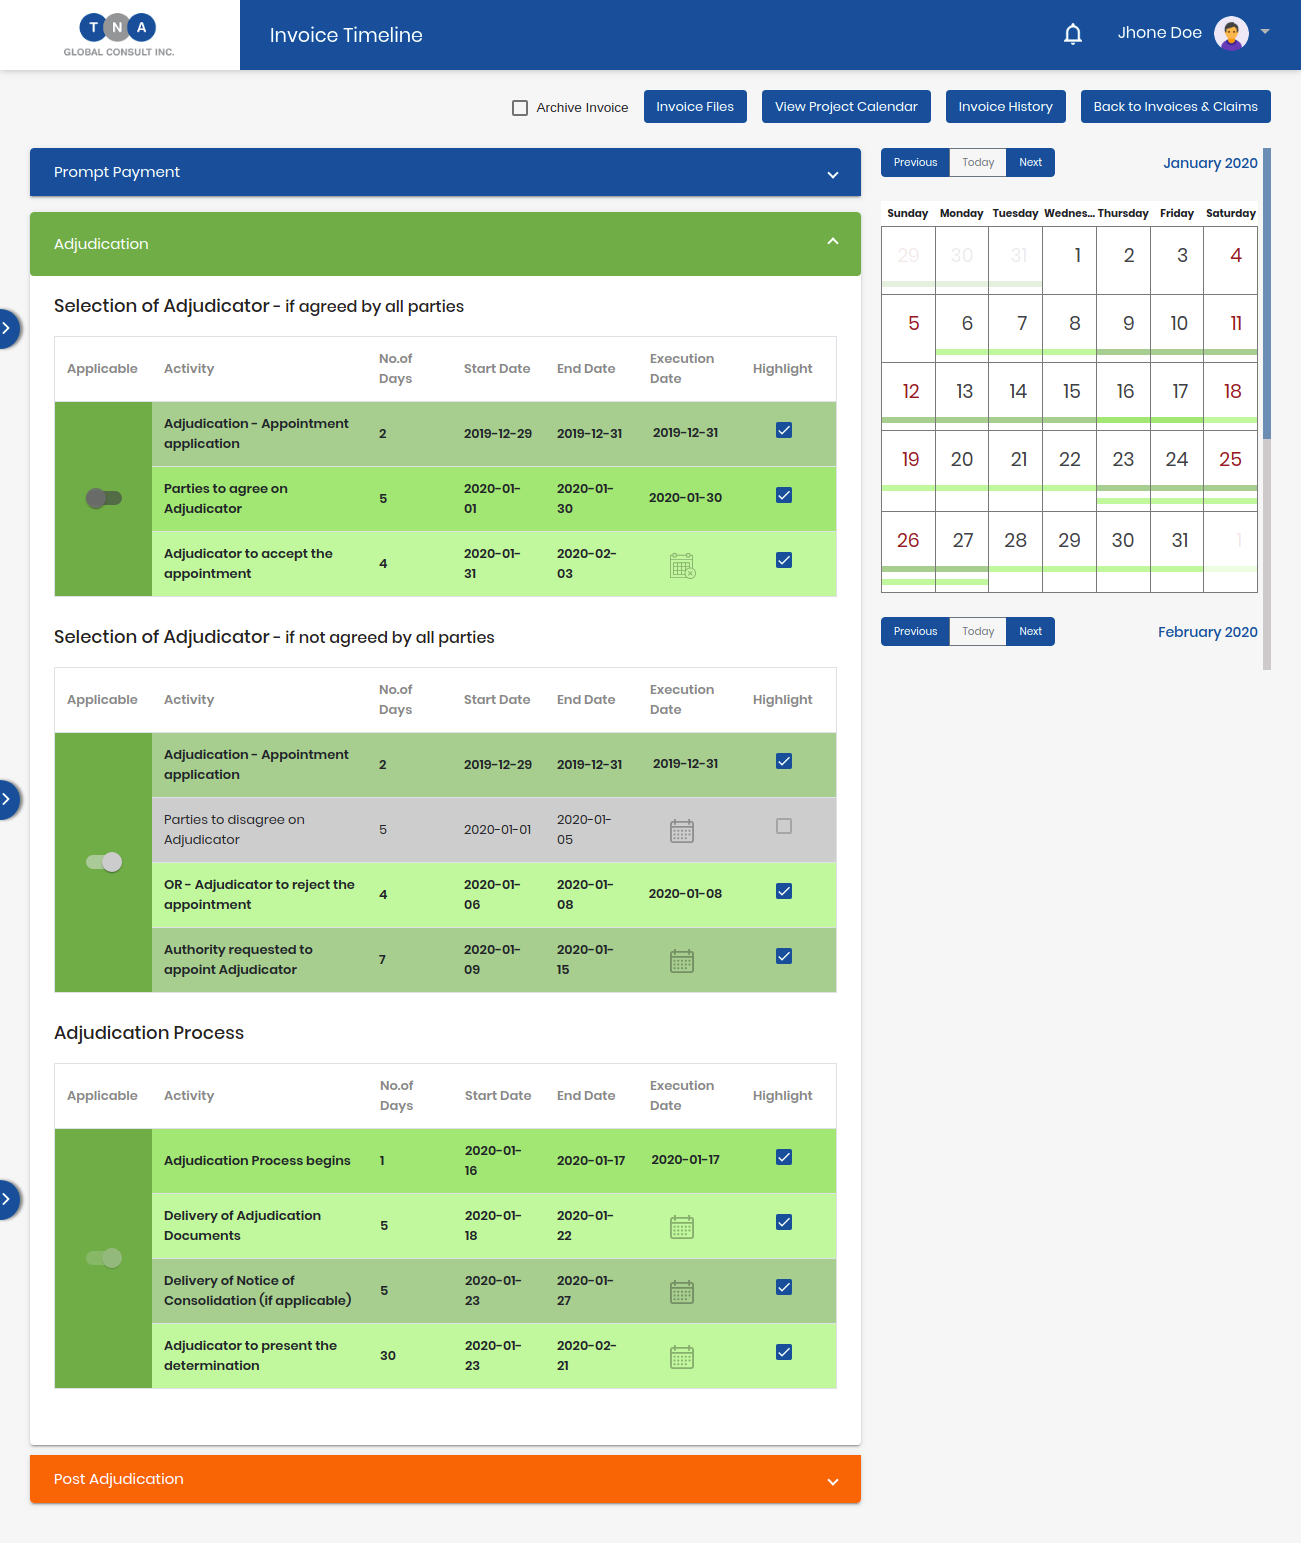 T N A
GLOBAL CONSULT INC.
Invoice Timeline
Jhone Doe
Archive Invoice
Invoice Files
View Project Calendar
Invoice History
Back to Invoices & Claims
Prompt Payment
Adjudication
Selection of Adjudicator - if agreed by all parties
Applicable Activity No.of Days Start Date End Date Execution Date Highlight
Adjudication - Appointment application 2 2019-12-29 2019-12-31 2019-12-31
Parties to agree on Adjudicator 5 2020-01-01 2020-01-30 2020-01-30
Adjudicator to accept the appointment 4 2020-01-31 2020-02-03
Selection of Adjudicator - if not agreed by all parties
Applicable Activity No.of Days Start Date End Date Execution Date Highlight
Adjudication - Appointment application 2 2019-12-29 2019-12-31 2019-12-31
Parties to disagree on Adjudicator 5 2020-01-01 2020-01-05
OR - Adjudicator to reject the appointment 4 2020-01-06 2020-01-08 2020-01-08
Authority requested to appoint Adjudicator 7 2020-01-09 2020-01-15
Adjudication Process
Applicable Activity No.of Days Start Date End Date Execution Date Highlight
Adjudication Process begins 1 2020-01-16 2020-01-17 2020-01-17
Delivery of Adjudication Documents 5 2020-01-18 2020-01-22
Delivery of Notice of Consolidation (if applicable) 5 2020-01-23 2020-01-27
Adjudicator to present the determination 30 2020-01-23 2020-02-21
Post Adjudication
Previous Today Next January 2020
Sunday Monday Tuesday Wednes... Thursday Friday Saturday
29 30 31 1 2 3 4
5 6 7 8 9 10 11
12 13 14 15 16 17 18
19 20 21 22 23 24 25
26 27 28 29 30 31 1
Previous Today Next February 2020